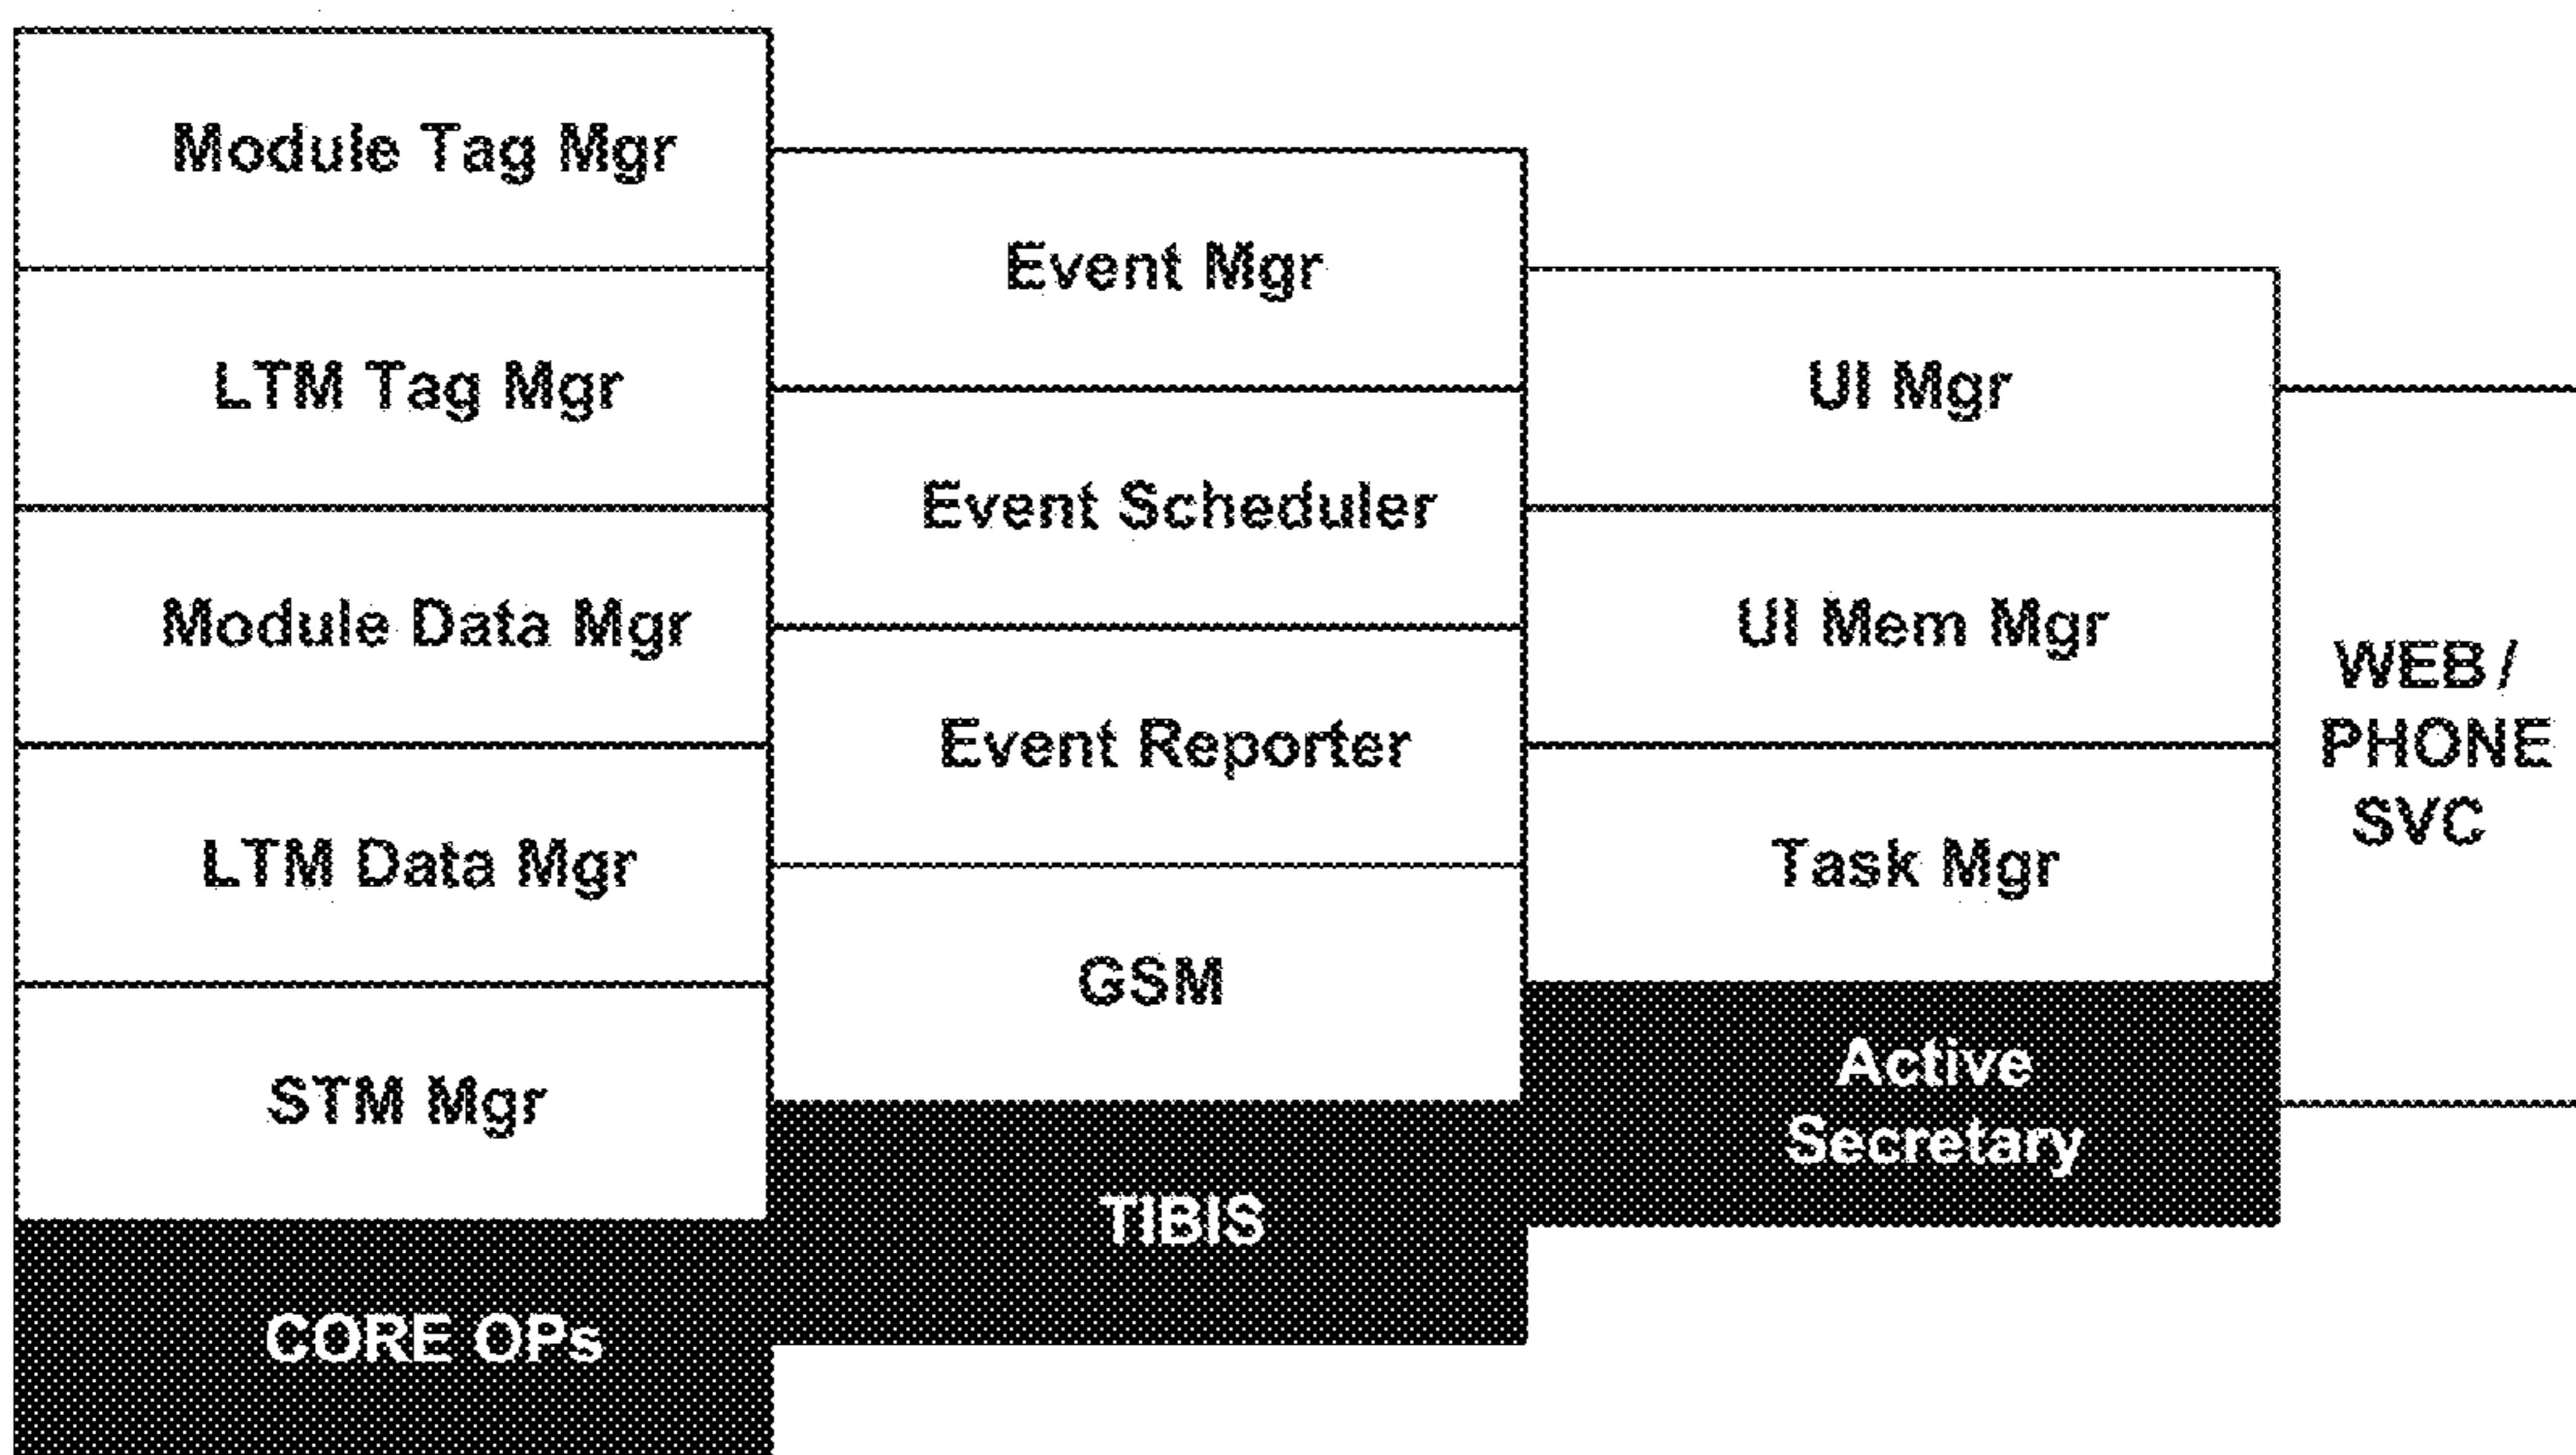 Module Tag Mgr
LTM Tag Mgr
Module Data Mgr
LTM Data Mgr
STM Mgr
CORE OPs
Event Mgr
Event Scheduler
Event Reporter
GSM
TIBIS
UI Mgr
UI Mem Mgr
Task Mgr
Active
Secretary
WEB /
PHONE
SVC